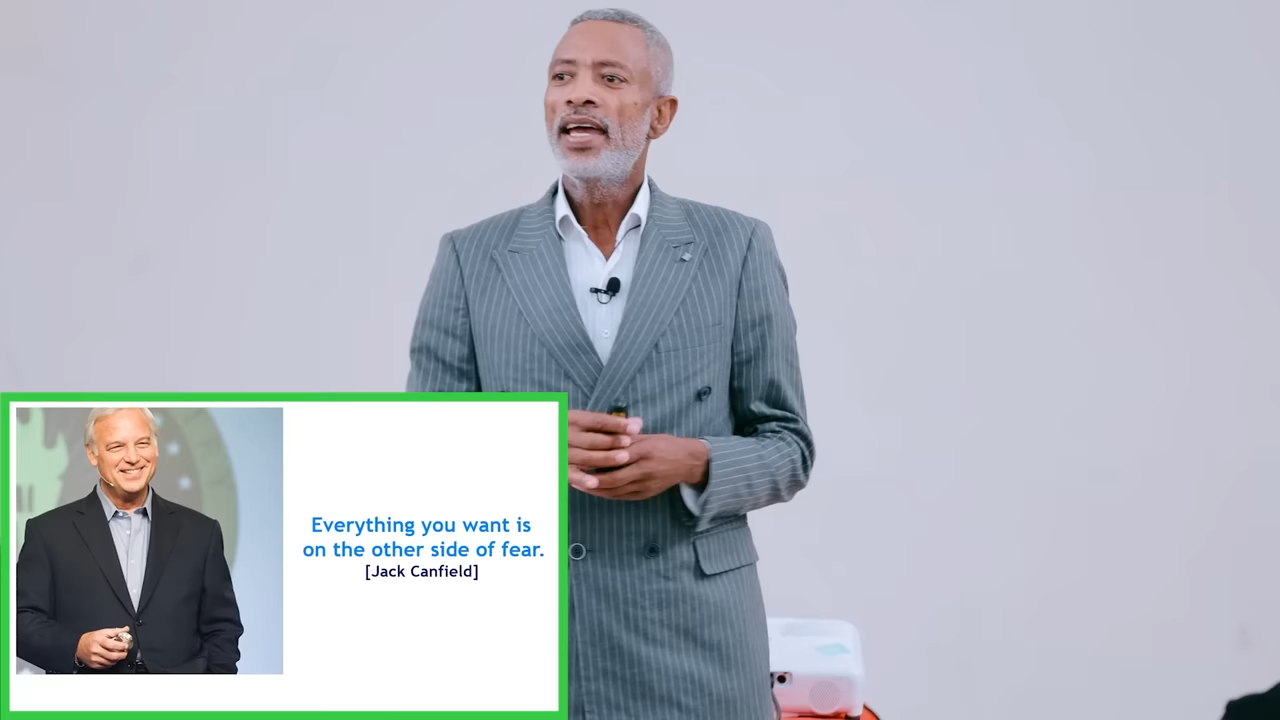 Everything you want is
on the other side of fear.
[Jack Canfield]